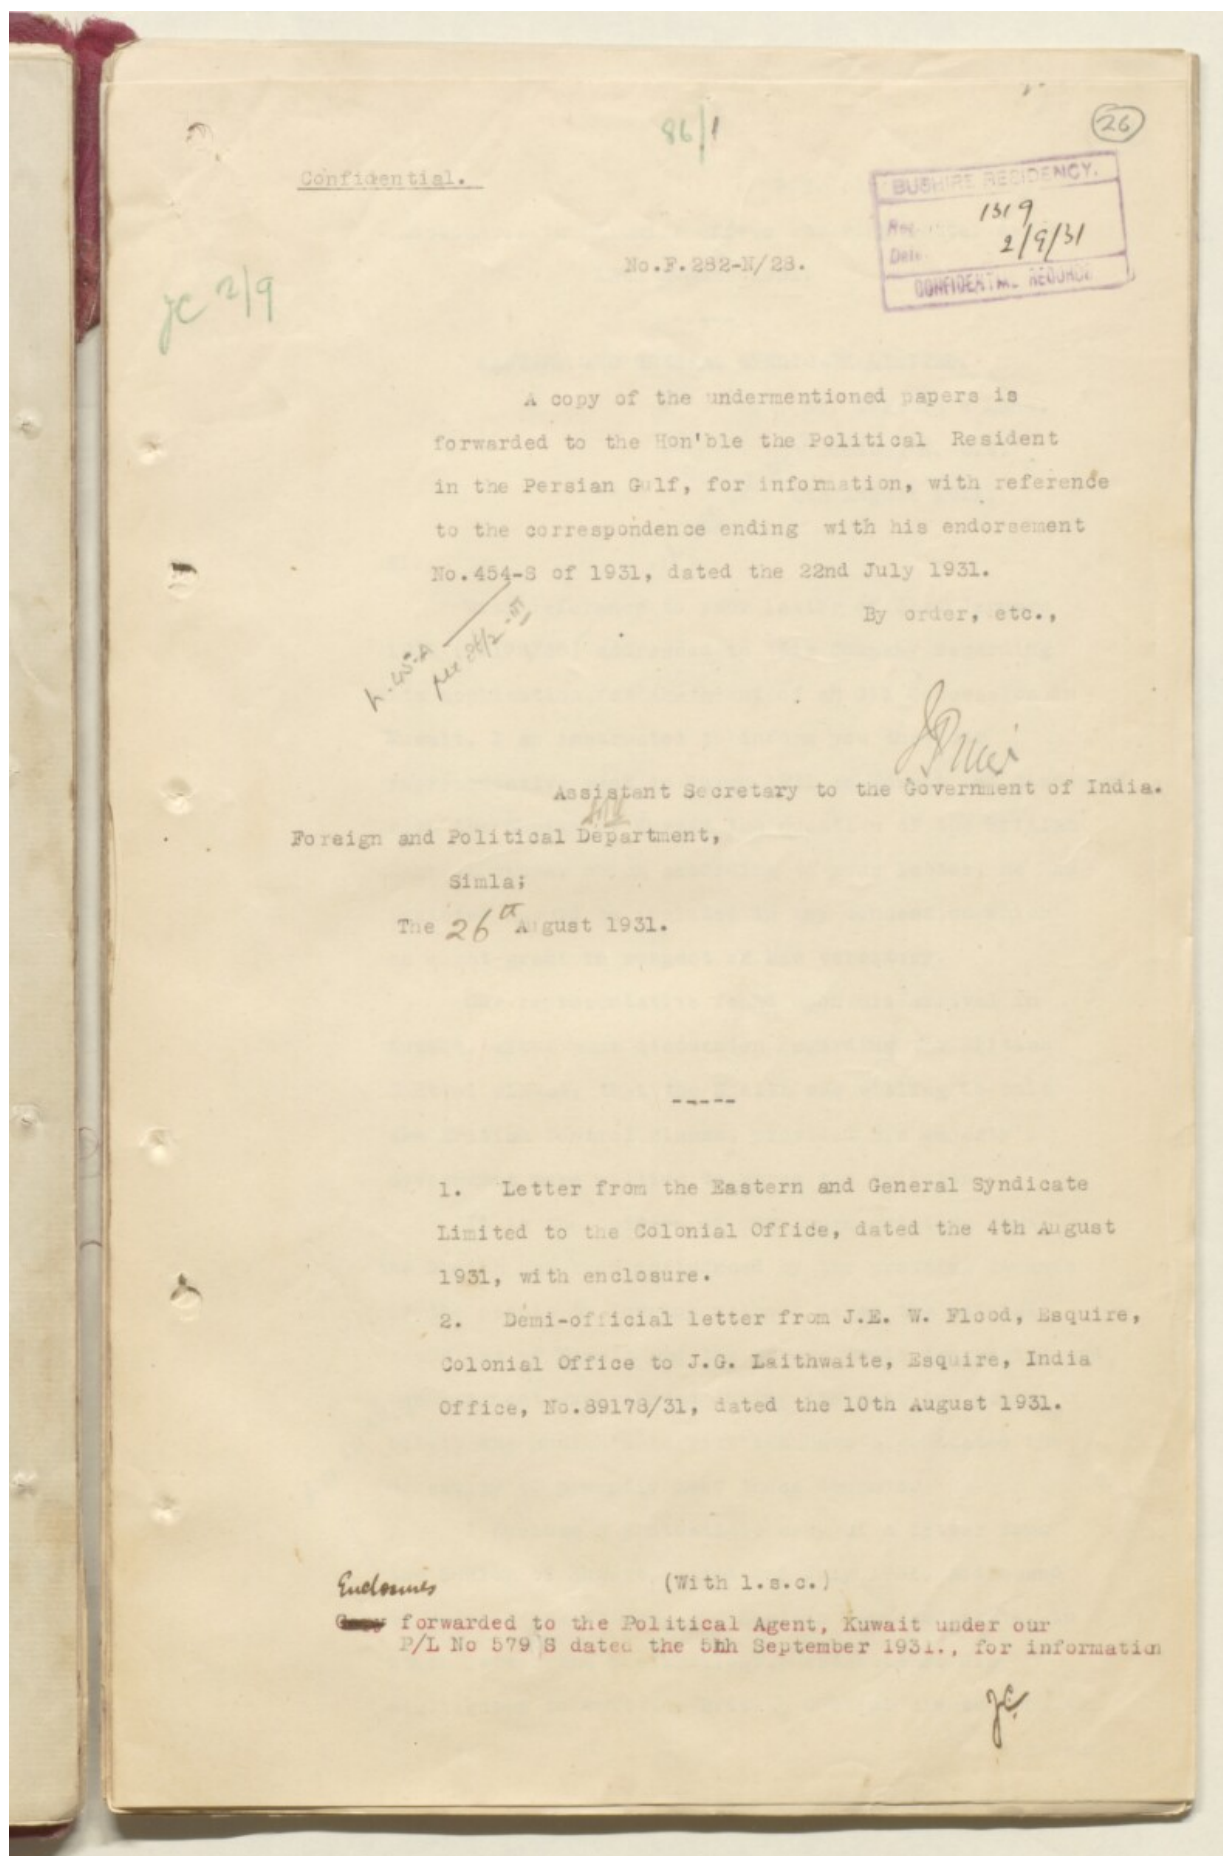 86/1
26
Confidential.
BUSHIRE RESIDENCY.
1319
Date 2/9/31
CONFIDENTIAL RECORDS
No.F.282-N/28.
JC 2/9
A copy of the undermentioned papers is
forwarded to the Hon'ble the Political Resident
in the Persian Gulf, for information, with reference
to the correspondence ending with his endorsement
No.454-S of 1931, dated the 22nd July 1931.
By order, etc.,
Assistant Secretary to the Government of India.
Foreign and Political Department,
Simla;
The 26th August 1931.
-----
1. Letter from the Eastern and General Syndicate
Limited to the Colonial Office, dated the 4th August
1931, with enclosure.
2. Demi-official letter from J.E. W. Flood, Esquire,
Colonial Office to J.G. Laithwaite, Esquire, India
Office, No.89178/31, dated the 10th August 1931.
(With 1.s.c.)
Enclosures
forwarded to the Political Agent, Kuwait under our
P/L No 579 S dated the 5th September 1931., for information
JC.